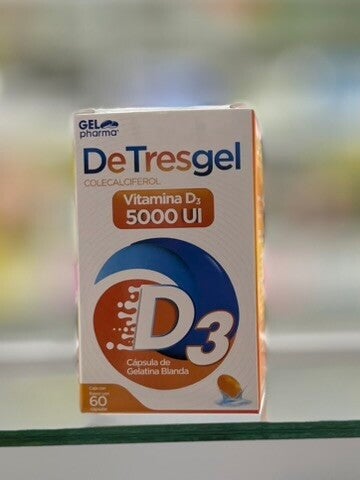 GEL
pharma®
DeTresgel
COLECALCIFEROL
Vitamina D3
5000 UI
D3
Cápsula de
Gelatina Blanda
60